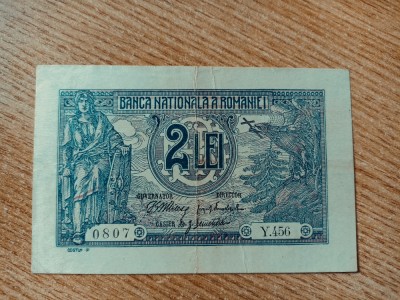 BANCA NATIONALA A ROMANIEI
2 LEI
GUVERNATOR DIRECTOR
CASIER
0807 Y.456